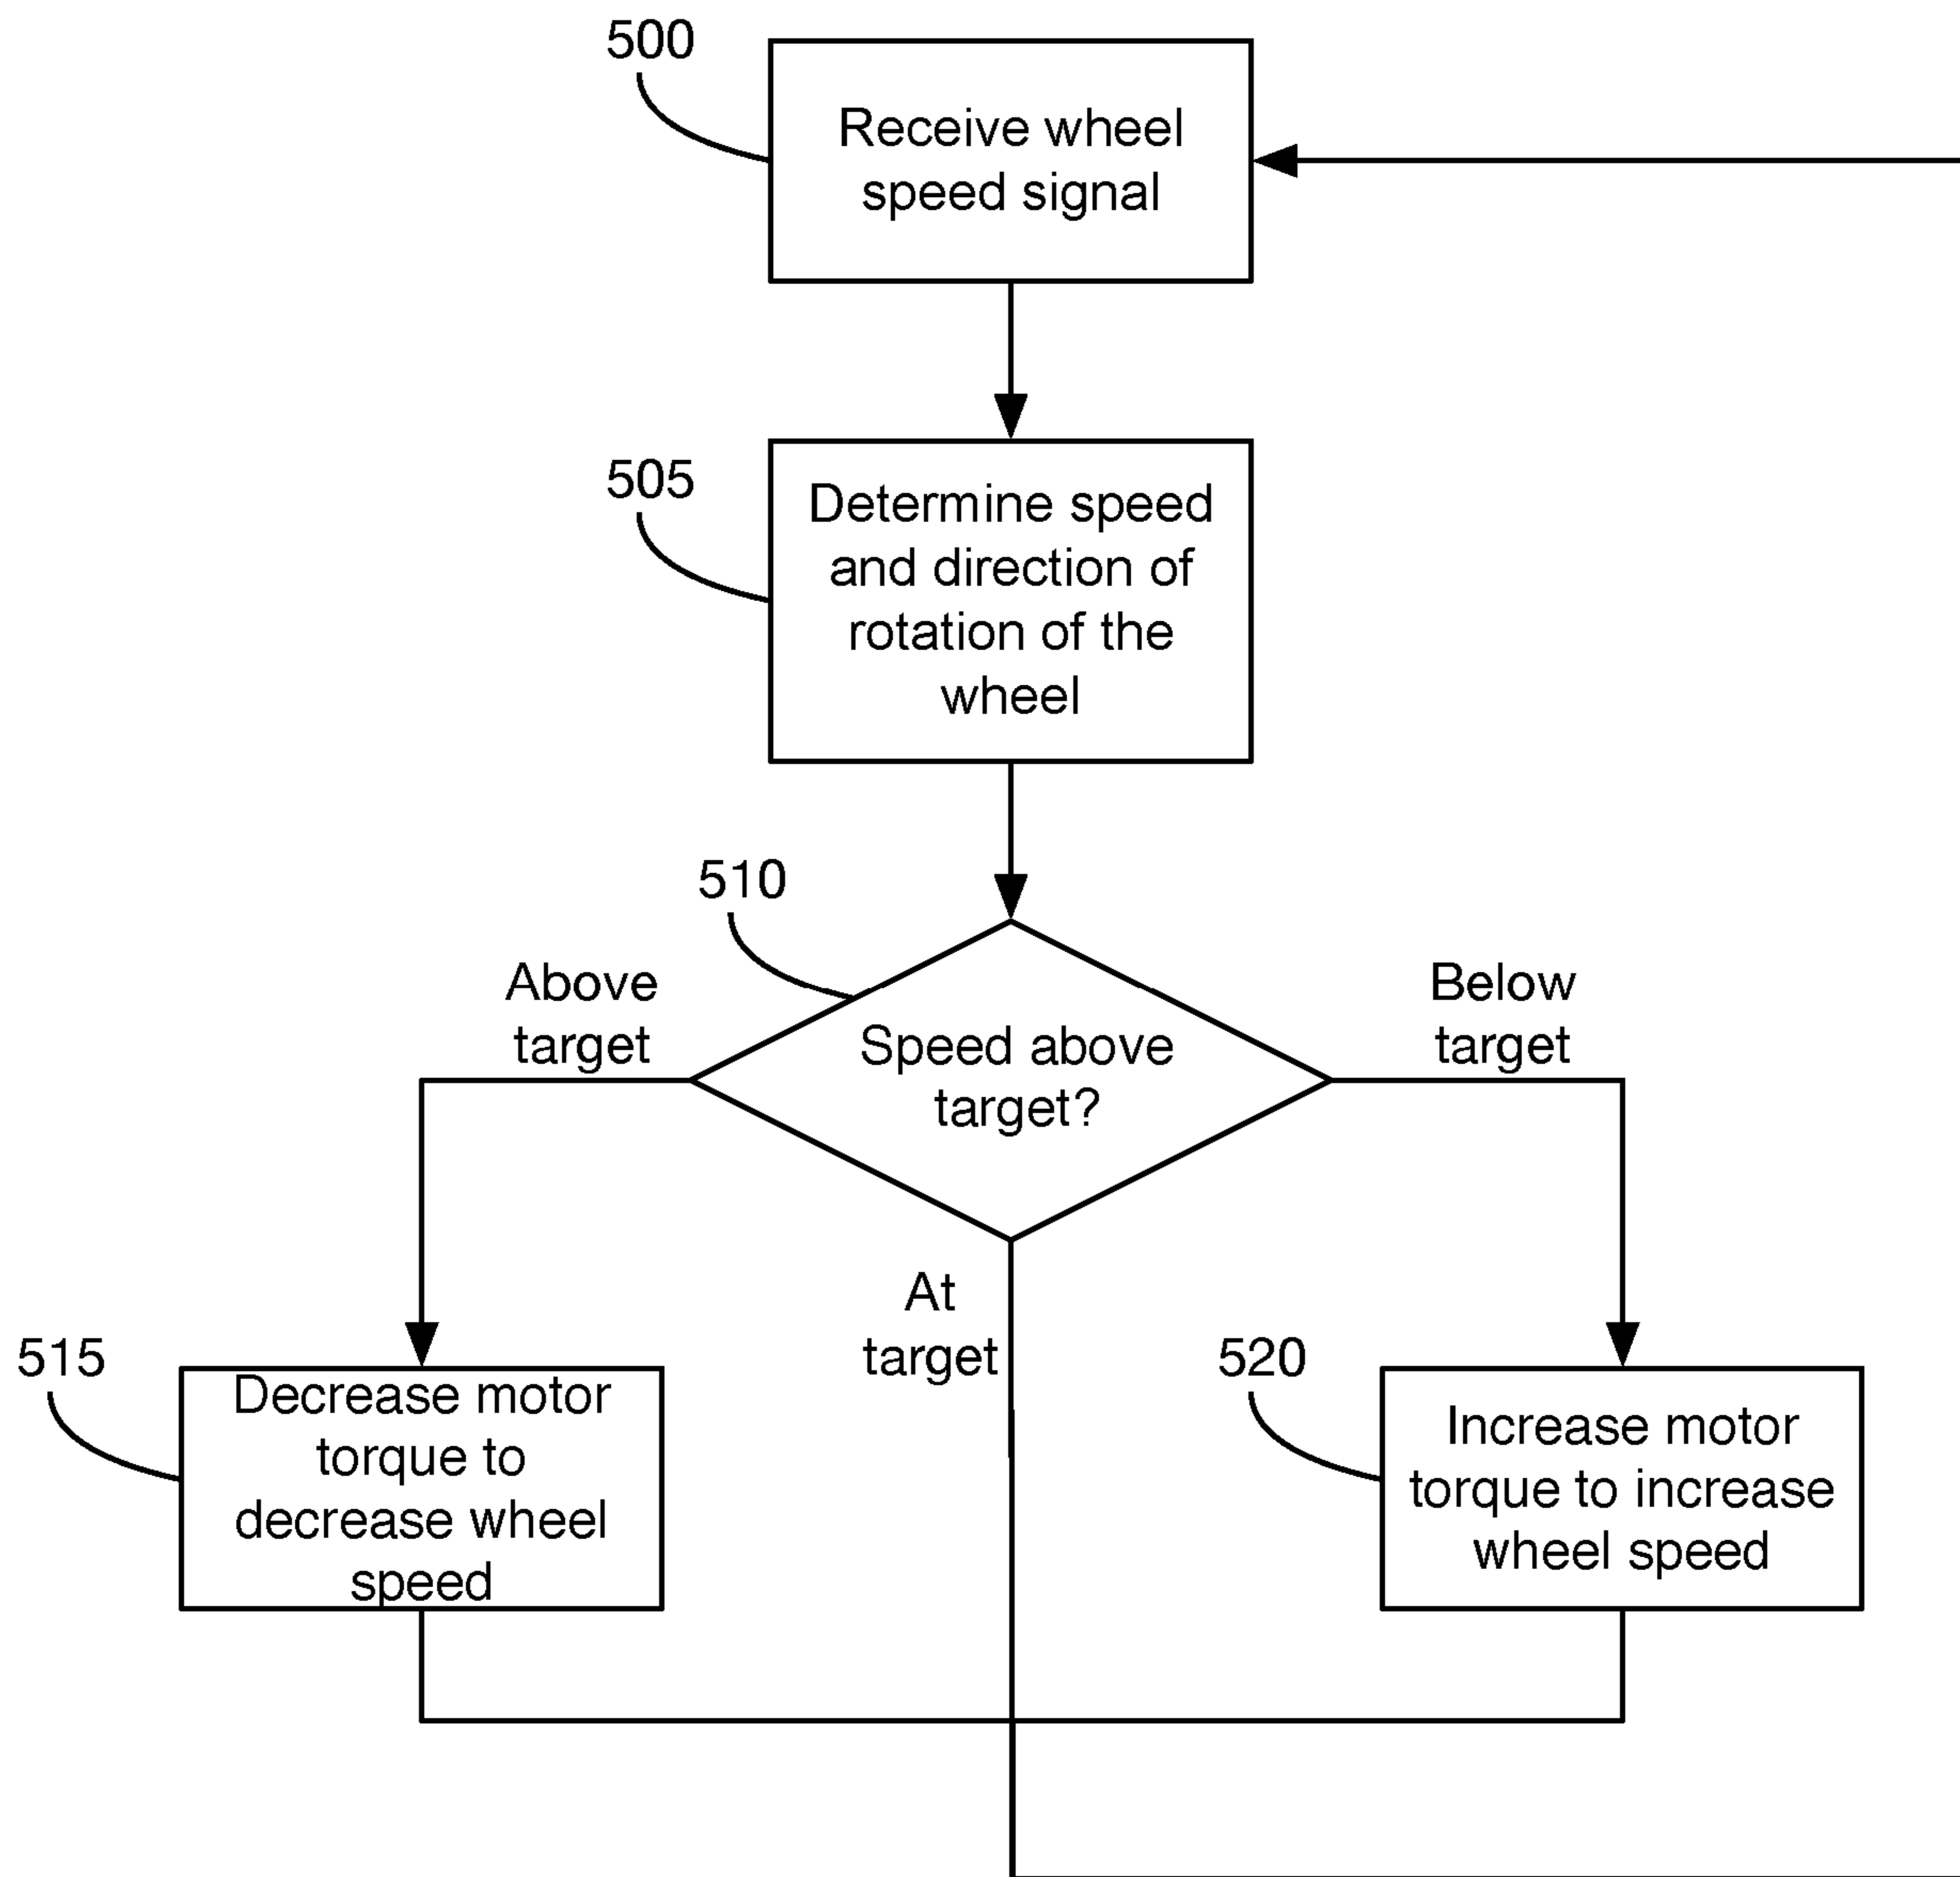 500
Receive wheel
speed signal
505
Determine speed
and direction of
rotation of the
wheel
510
Above
target
Speed above
target?
Below
target
At
target
515
Decrease motor
torque to
decrease wheel
speed
520
Increase motor
torque to increase
wheel speed